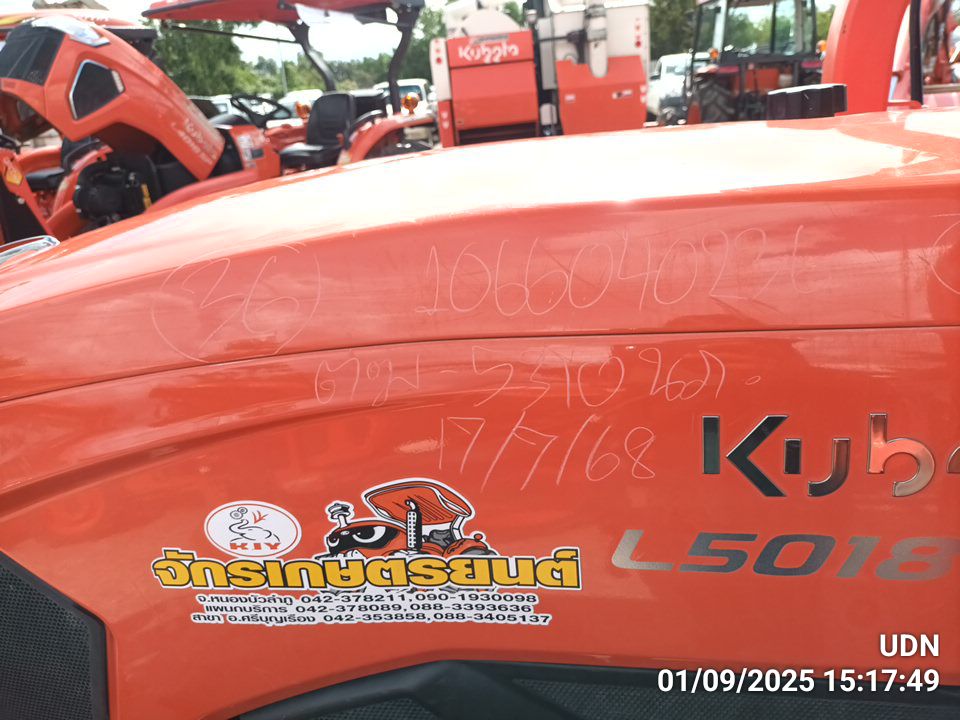 Kubota
36
1066040236
17/7/68
Kub
L5018
KJY
จักรเกษตรยนต์
จ.หนองบัวลำภู 042-378211,090-1930098
แผนกบริการ 042-378089,088-3393636
สาขา อ.ศรีบุญเรือง 042-353858,088-3405137
UDN
01/09/2025 15:17:49